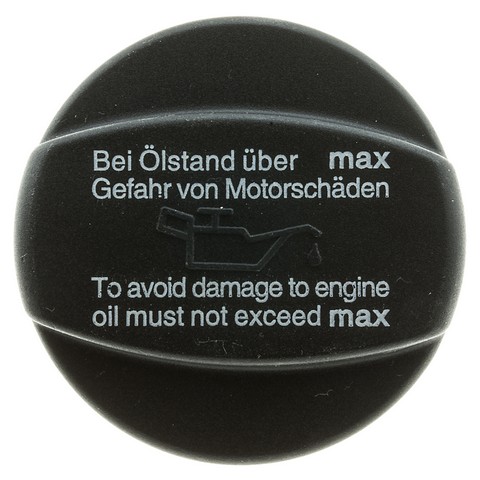 Bei Ölstand über max
Gefahr von Motorschäden
To avoid damage to engine
oil must not exceed max